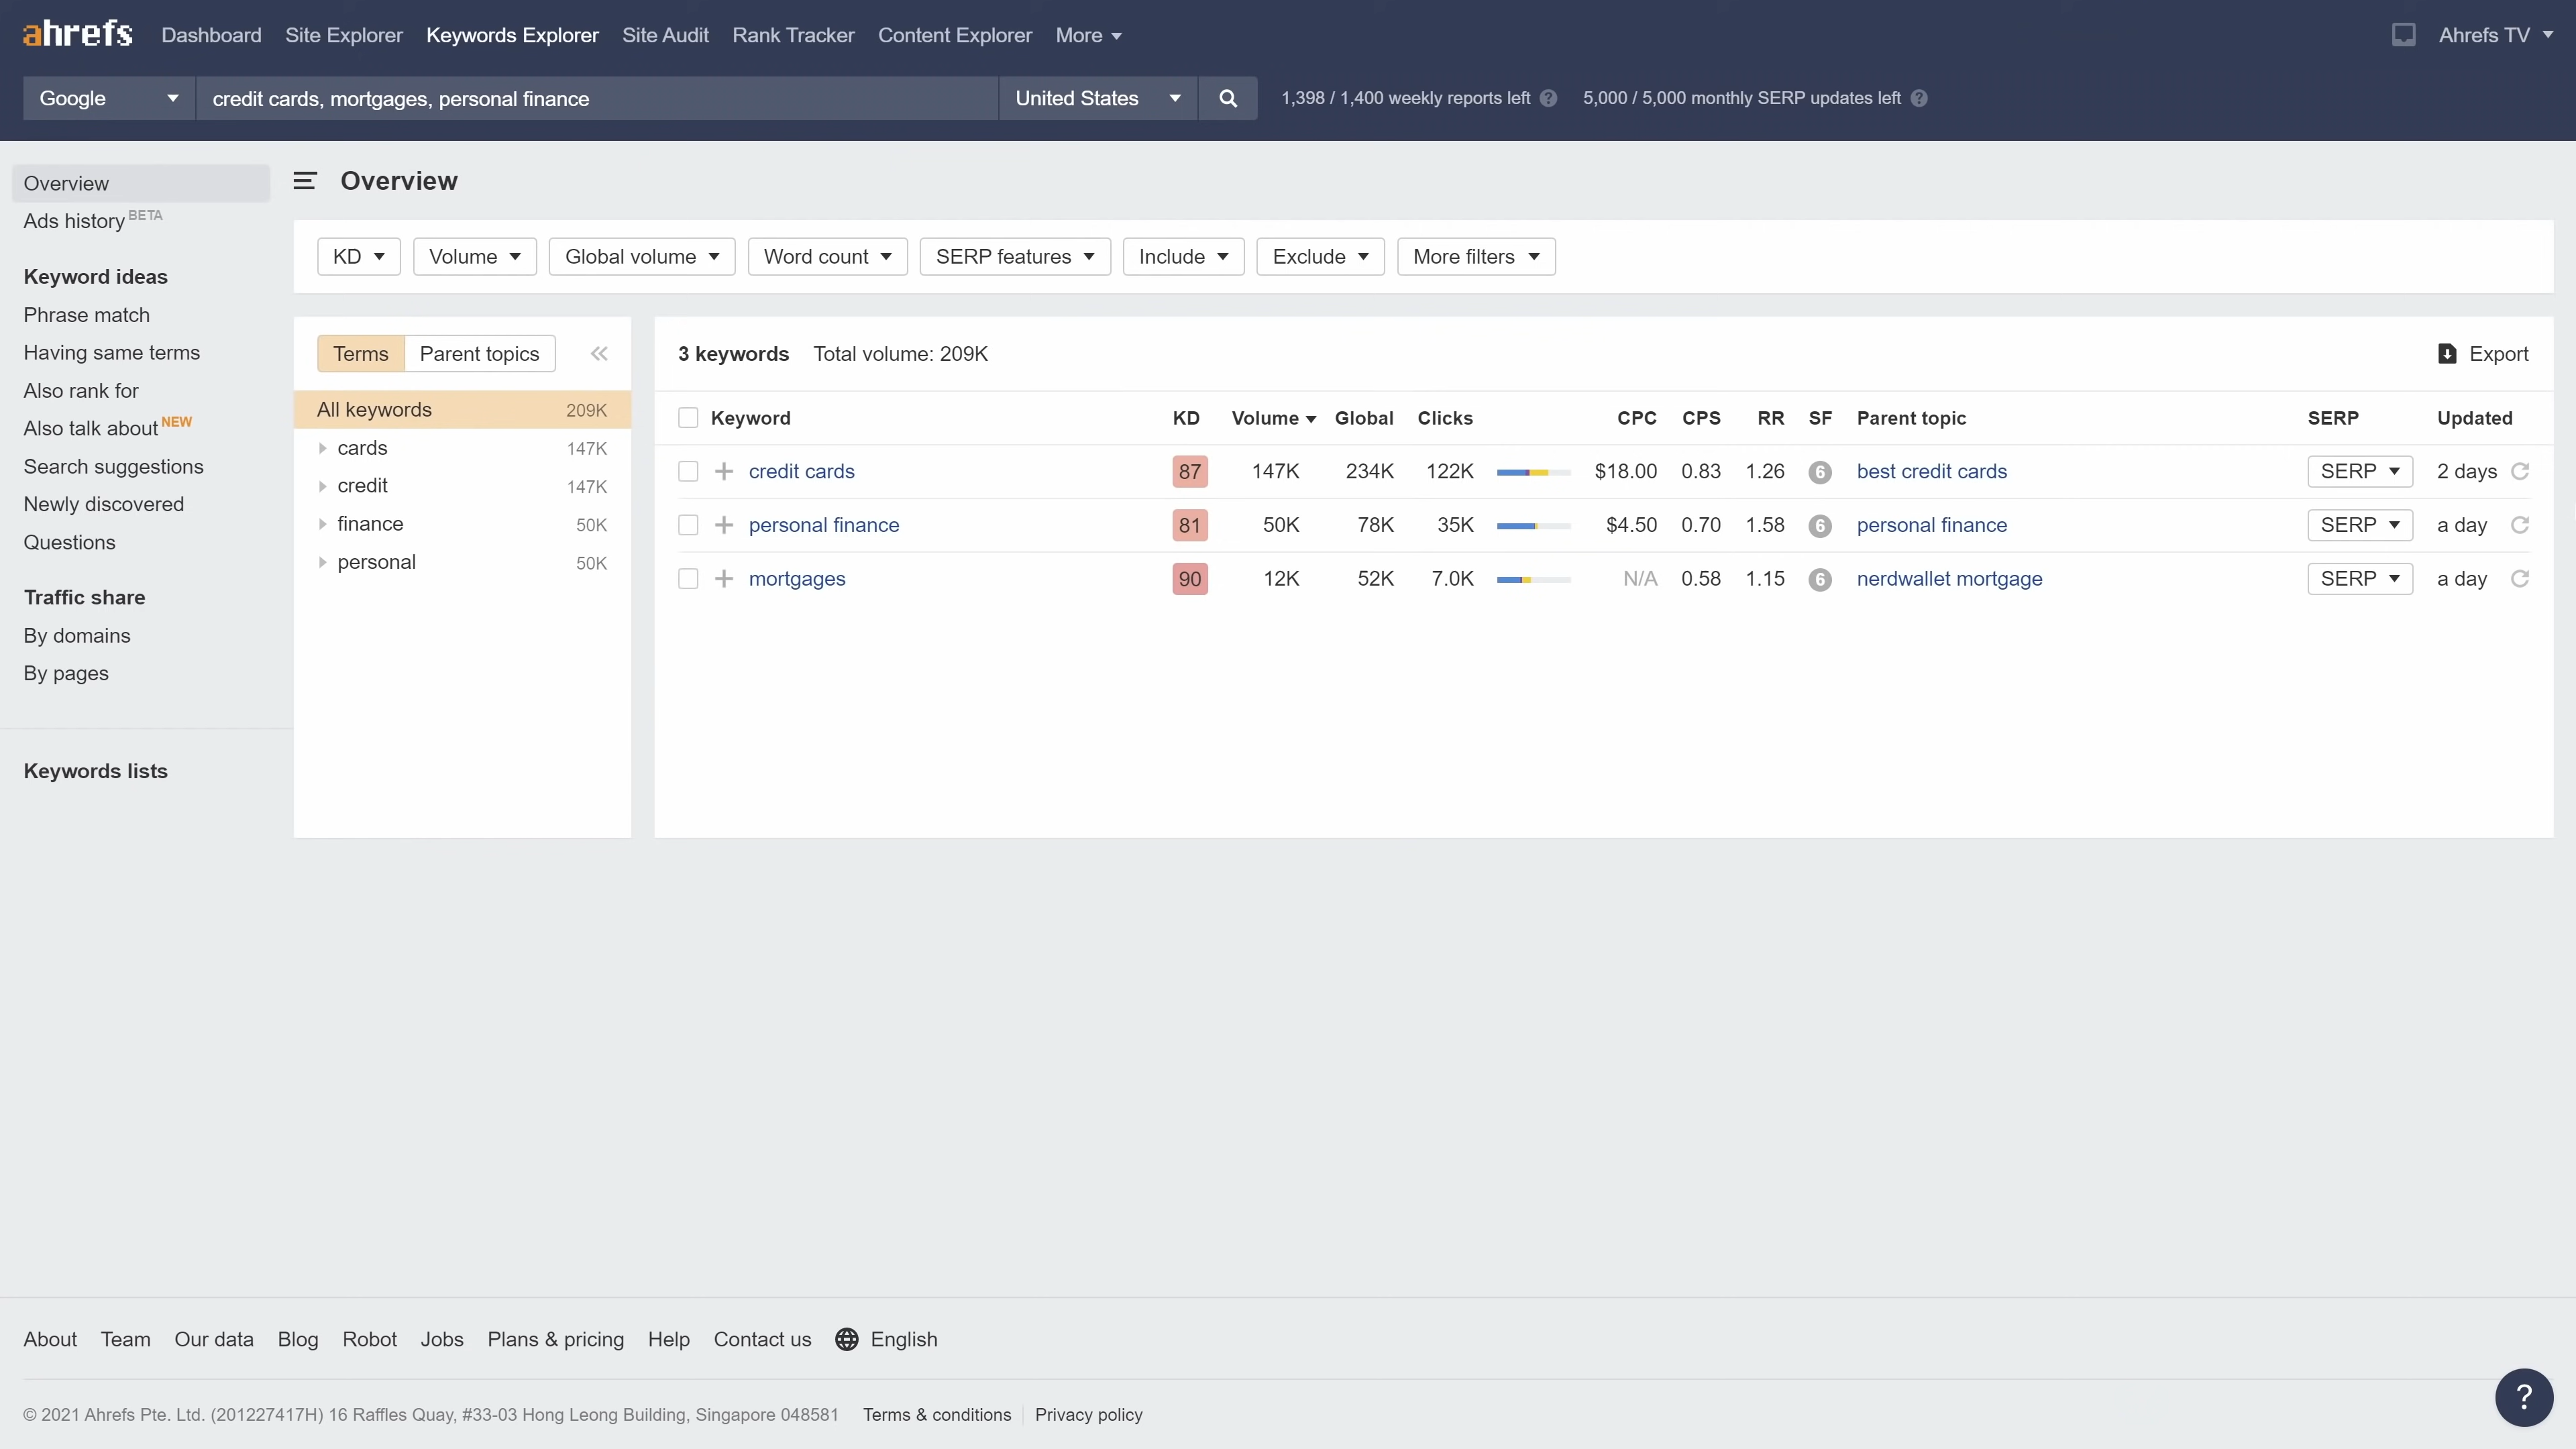 ahrefs Dashboard Site Explorer Keywords Explorer Site Audit Rank Tracker Content Explorer More Ahrefs TV
Google credit cards, mortgages, personal finance United States 1,398 / 1,400 weekly reports left ? 5,000 / 5,000 monthly SERP updates left ?
Overview
Ads history BETA
Keyword ideas
Phrase match
Having same terms
Also rank for
Also talk about NEW
Search suggestions
Newly discovered
Questions
Traffic share
By domains
By pages
Keywords lists
Overview
KD Volume Global volume Word count SERP features Include Exclude More filters
Terms Parent topics
All keywords 209K
cards 147K
credit 147K
finance 50K
personal 50K
3 keywords Total volume: 209K Export
Keyword KD Volume Global Clicks CPC CPS RR SF Parent topic SERP Updated
credit cards 87 147K 234K 122K $18.00 0.83 1.26 6 best credit cards SERP 2 days
personal finance 81 50K 78K 35K $4.50 0.70 1.58 6 personal finance SERP a day
mortgages 90 12K 52K 7.0K N/A 0.58 1.15 6 nerdwallet mortgage SERP a day
About Team Our data Blog Robot Jobs Plans & pricing Help Contact us English
© 2021 Ahrefs Pte. Ltd. (201227417H) 16 Raffles Quay, #33-03 Hong Leong Building, Singapore 048581 Terms & conditions Privacy policy
?